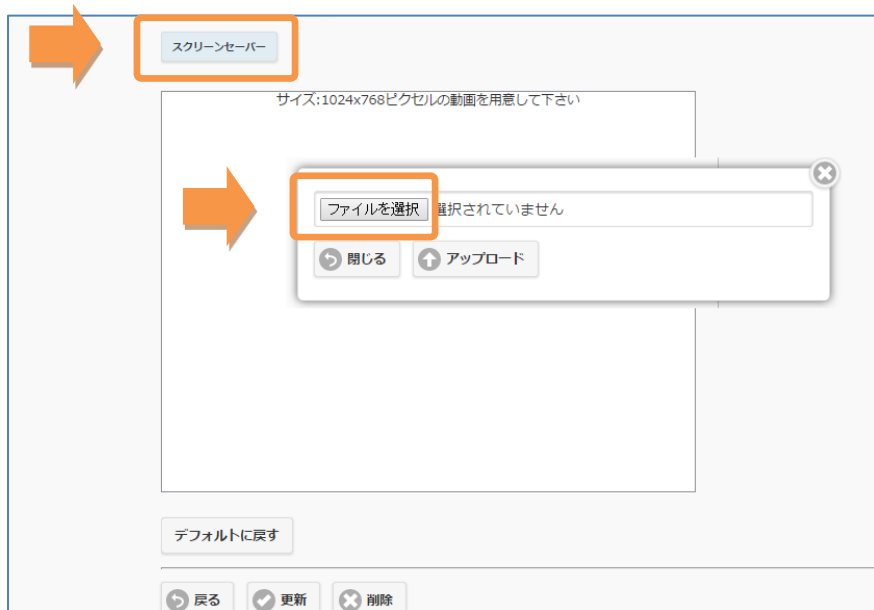 スクリーンセーバー
サイズ:1024x768ピクセルの動画を用意して下さい
ファイルを選択 選択されていません
閉じる アップロード
デフォルトに戻す
戻る 更新 削除